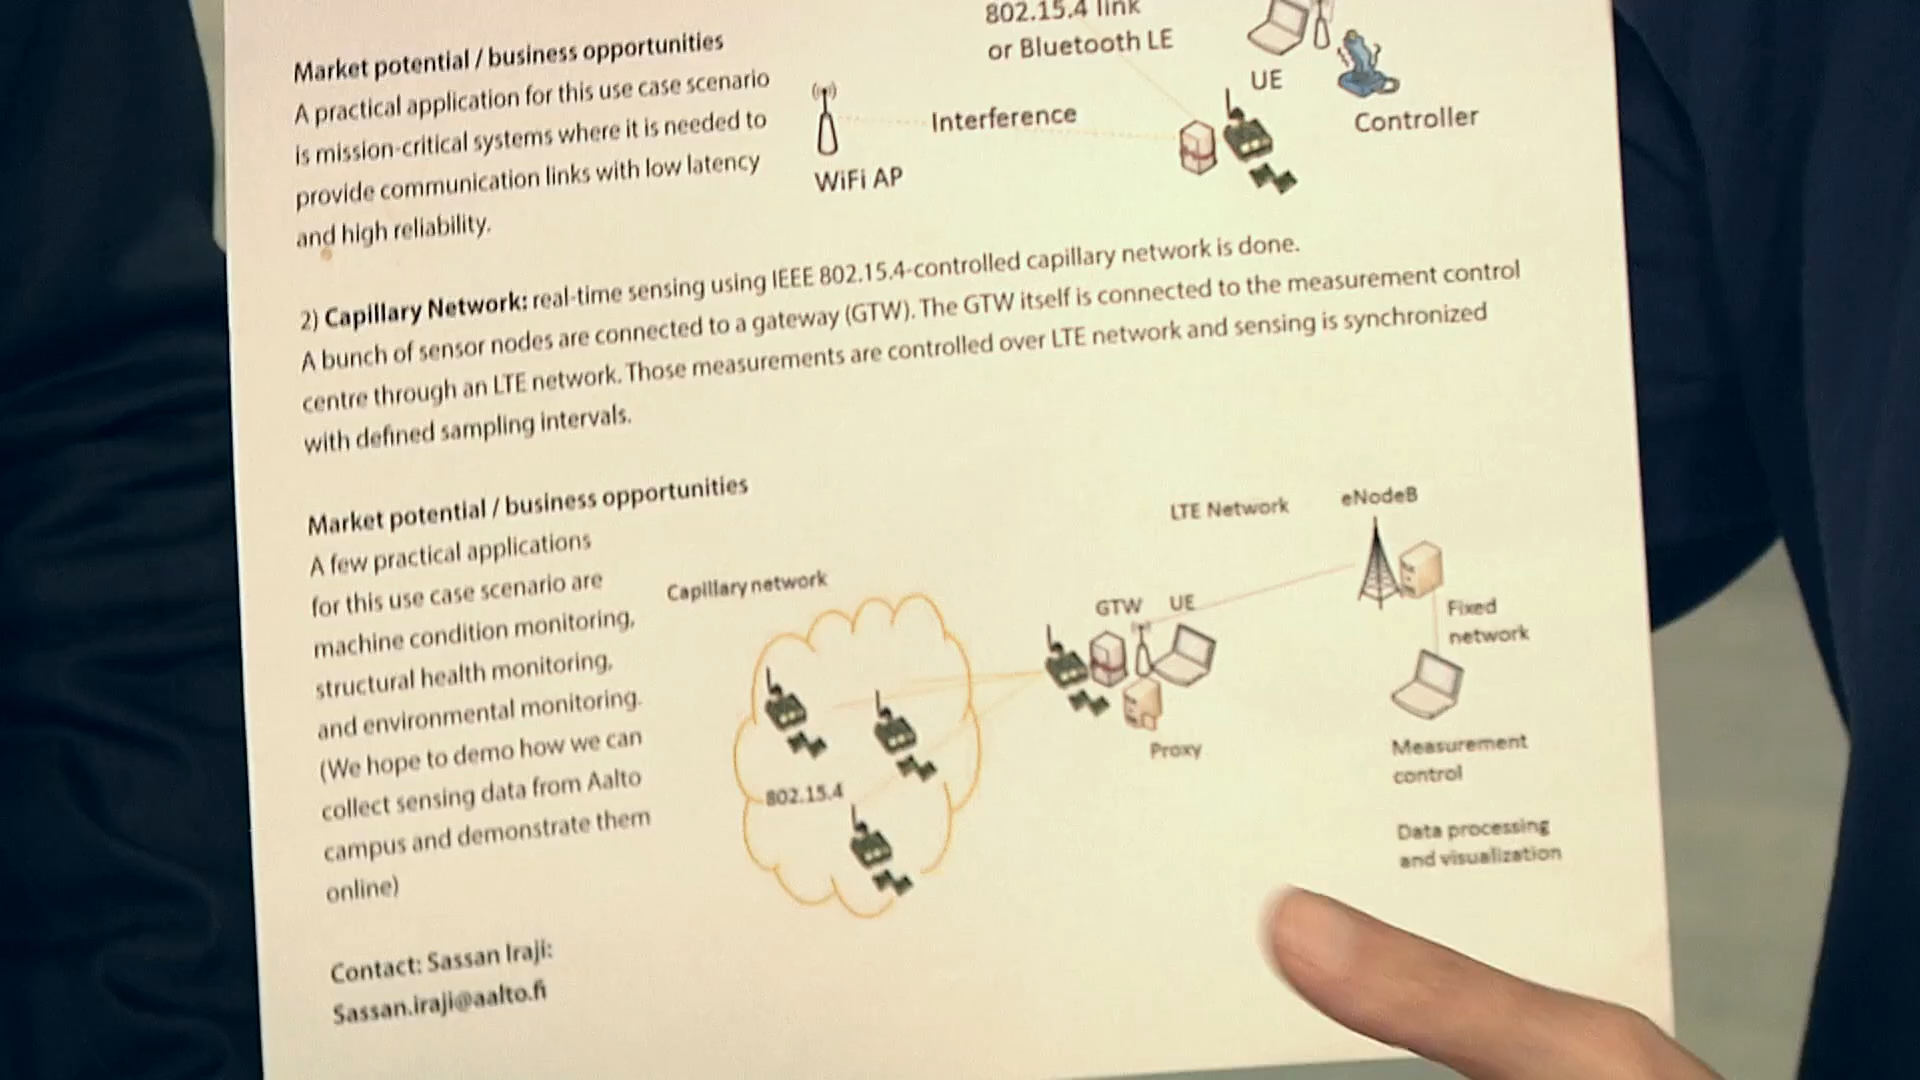 Market potential / business opportunities
A practical application for this use case scenario
is mission-critical systems where it is needed to
provide communication links with low latency
and high reliability.
802.15.4 link
or Bluetooth LE
UE
Controller
Interference
WiFi AP
2) Capillary Network: real-time sensing using IEEE 802.15.4-controlled capillary network is done.
A bunch of sensor nodes are connected to a gateway (GTW). The GTW itself is connected to the measurement control
centre through an LTE network. Those measurements are controlled over LTE network and sensing is synchronized
with defined sampling intervals.
Market potential / business opportunities
A few practical applications
for this use case scenario are
machine condition monitoring,
structural health monitoring,
and environmental monitoring.
(We hope to demo how we can
collect sensing data from Aalto
campus and demonstrate them
online)
Capillary network
802.15.4
LTE Network
eNodeB
GTW UE
Proxy
Fixed
network
Measurement
control
Data processing
and visualization
Contact: Sassan Iraji:
Sassan.iraji@aalto.fi